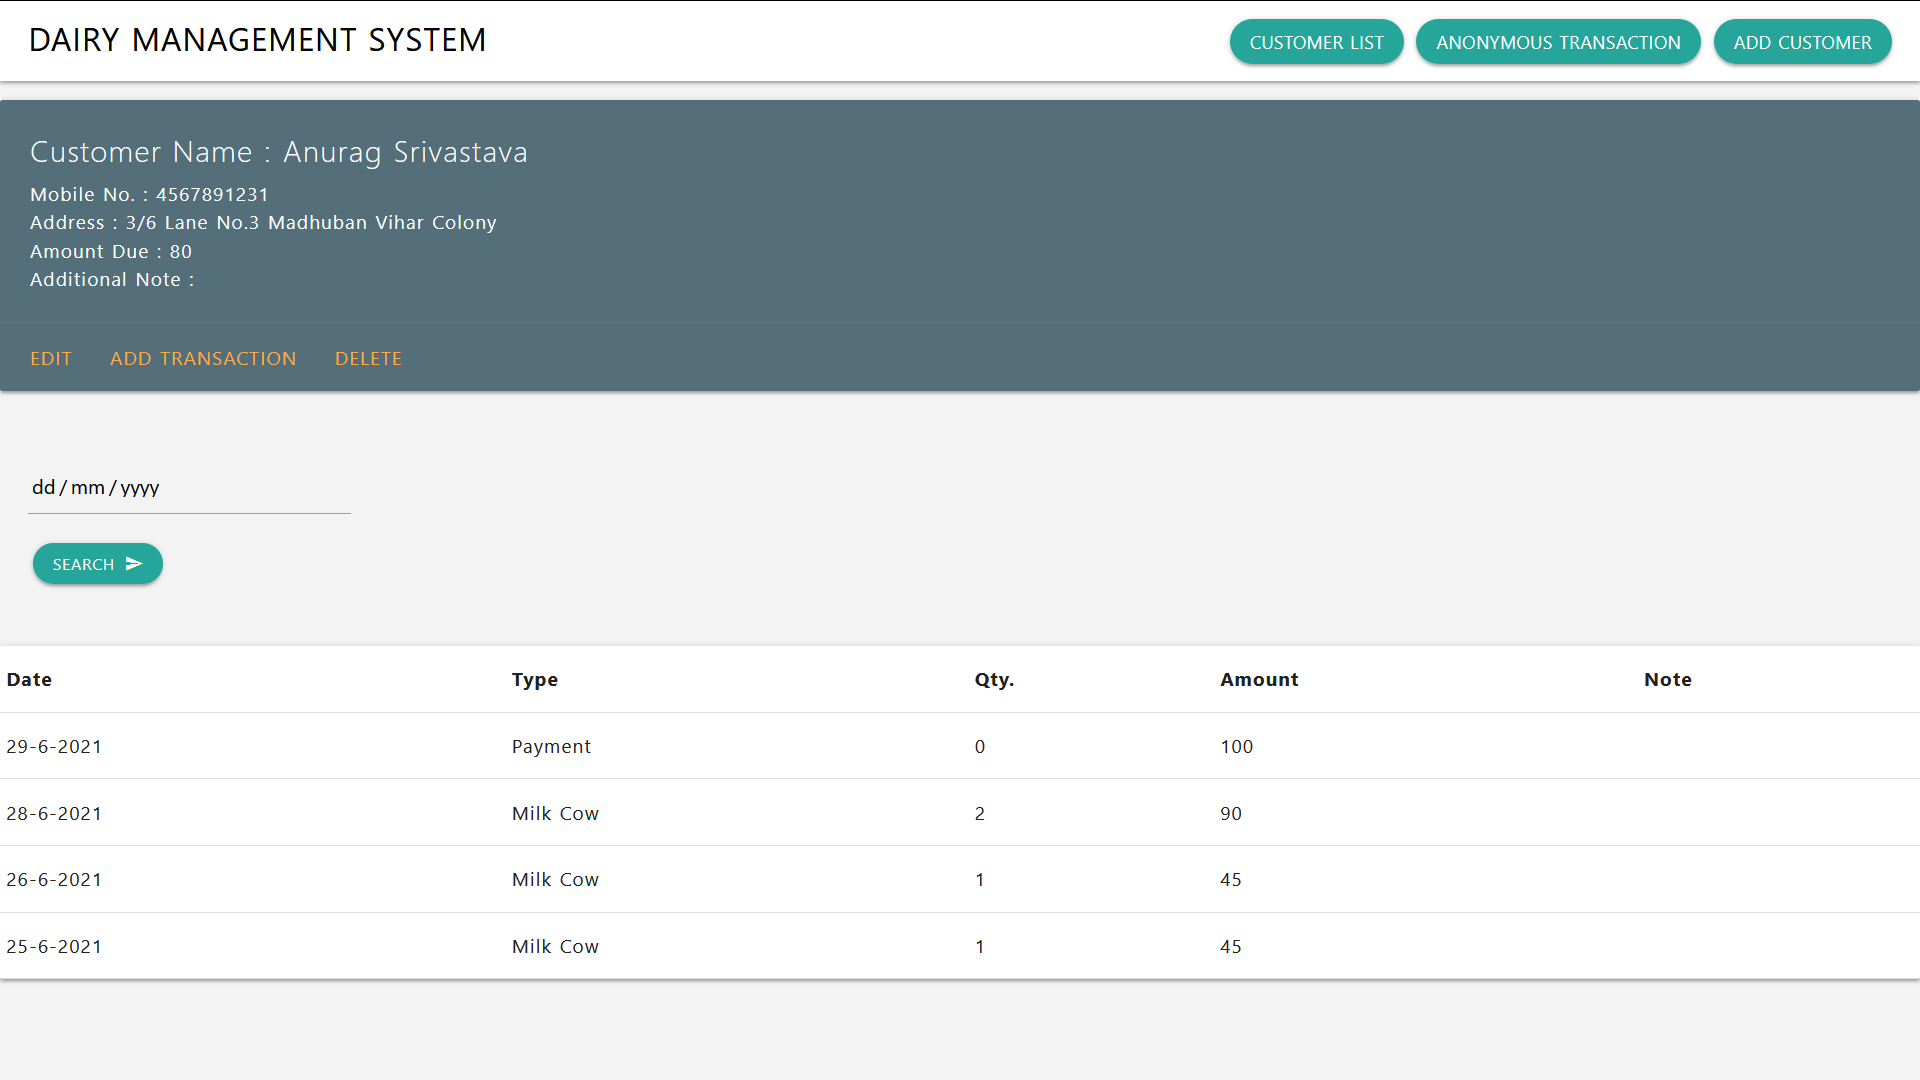 DAIRY MANAGEMENT SYSTEM
CUSTOMER LIST
ANONYMOUS TRANSACTION
ADD CUSTOMER
Customer Name : Anurag Srivastava
Mobile No. : 4567891231
Address : 3/6 Lane No.3 Madhuban Vihar Colony
Amount Due : 80
Additional Note :
EDIT ADD TRANSACTION DELETE
dd/mm/yyyy
SEARCH
Date Type Qty. Amount Note
29-6-2021 Payment 0 100
28-6-2021 Milk Cow 2 90
26-6-2021 Milk Cow 1 45
25-6-2021 Milk Cow 1 45